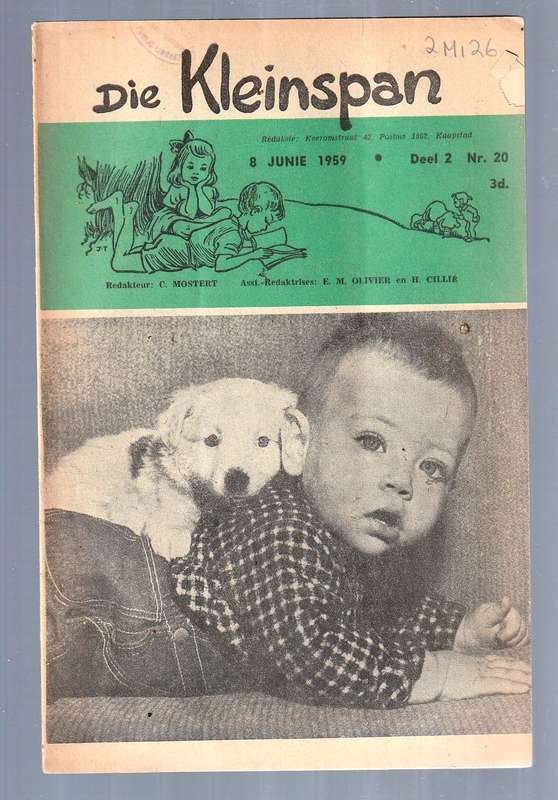 2M126
Die Kleinspan
Redaksie: Keeromstraat 42, Posbus 1802, Kaapstad
8 JUNIE 1959 • Deel 2 Nr. 20
3d.
J.T
Redakteur: C. MOSTERT Asst.-Redaktrises: E. M. OLIVIER en H. CILLIÉ